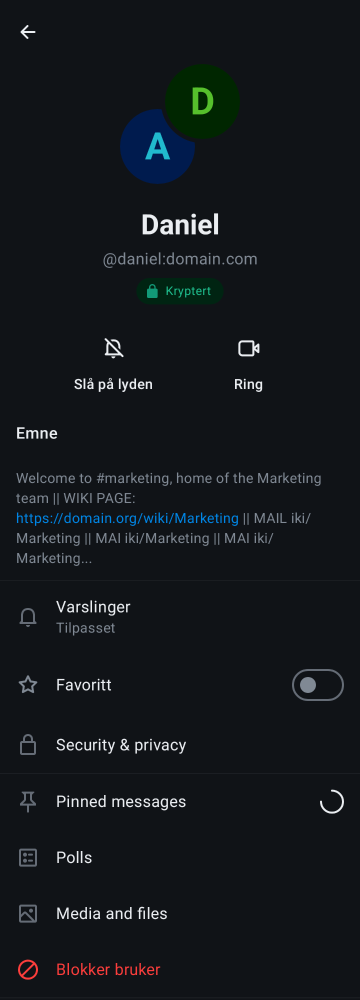 D
A
Daniel
@daniel:domain.com
Kryptert
Slå på lyden
Ring
Emne
Welcome to #marketing, home of the Marketing
team || WIKI PAGE:
https://domain.org/wiki/Marketing || MAIL iki/
Marketing || MAI iki/Marketing || MAI iki/
Marketing...
Varslinger
Tilpasset
Favoritt
Security & privacy
Pinned messages
Polls
Media and files
Blokker bruker